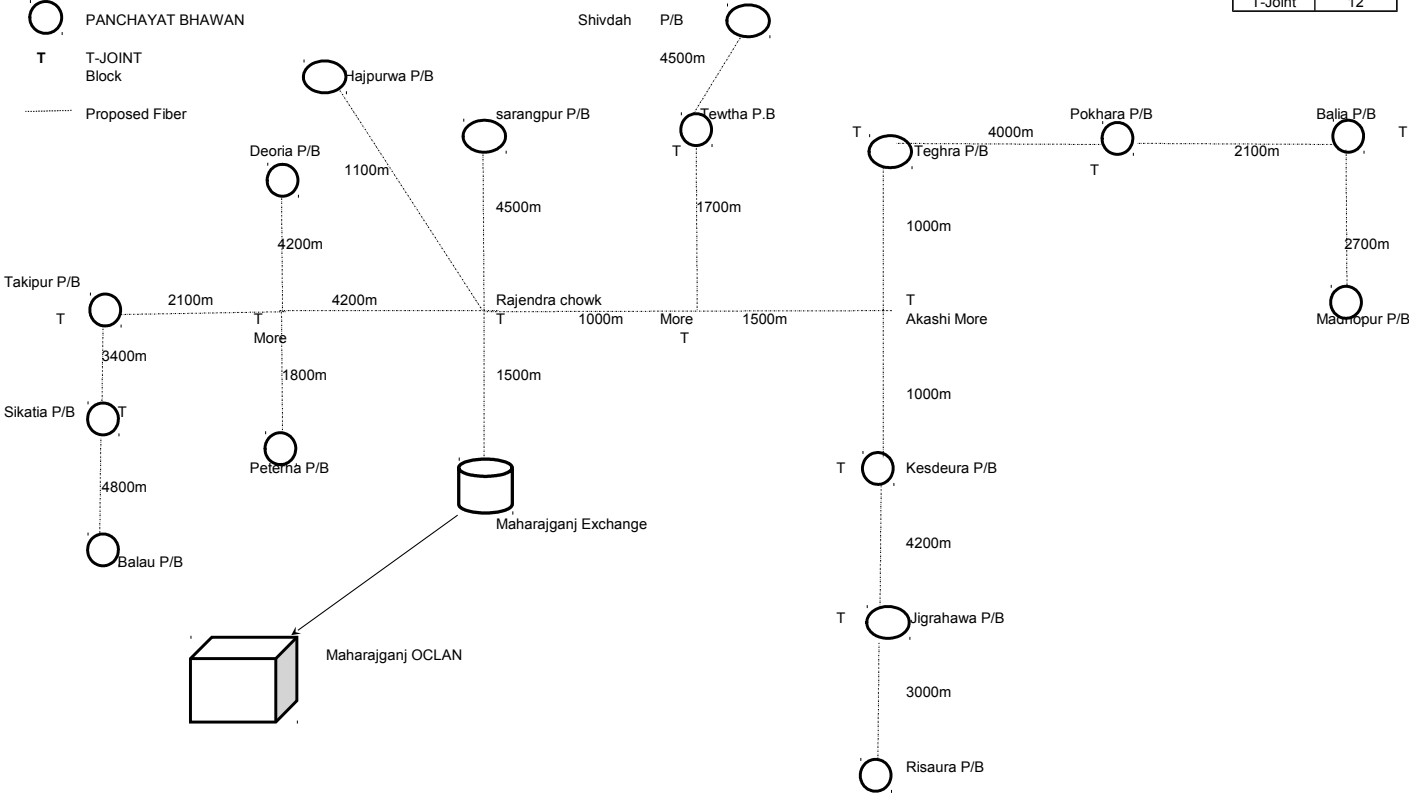 T-Joint 12
PANCHAYAT BHAWAN
Shivdah P/B
T T-JOINT
Block
4500m
Hajpurwa P/B
Proposed Fiber
sarangpur P/B
Tewtha P.B
Pokhara P/B
Balia P/B
T
4000m
T
Deoria P/B
T
Teghra P/B
2100m
1100m
T
4500m
1700m
1000m
4200m
2700m
Takipur P/B
2100m
4200m
Rajendra chowk
T
T
T
T
1000m
More
1500m
Akashi More
Madhopur P/B
More
T
3400m
1800m
1500m
1000m
Sikatia P/B
T
Peterna P/B
T
Kesdeura P/B
4800m
Maharajganj Exchange
4200m
Balau P/B
T
Jigrahawa P/B
Maharajganj OCLAN
3000m
Risaura P/B